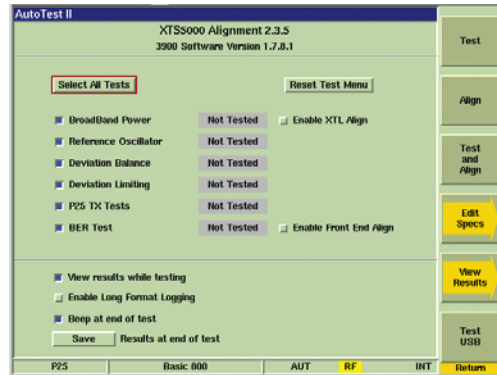 AutoTest II
XTS5000 Alignment 2.3.5
3900 Software Version 1.7.8.1
Select All Tests
Reset Test Menu
BroadBand Power Not Tested Enable XTL Align
Reference Oscillator Not Tested
Deviation Balance Not Tested
Deviation Limiting Not Tested
P25 TX Tests Not Tested
BER Test Not Tested Enable Front End Align
View results while testing
Enable Long Format Logging
Beep at end of test
Save Results at end of test
P25 Basic 800 AUT RF INT
Test
Align
Test
and
Align
Edit
Specs
View
Results
Test
USB
Return